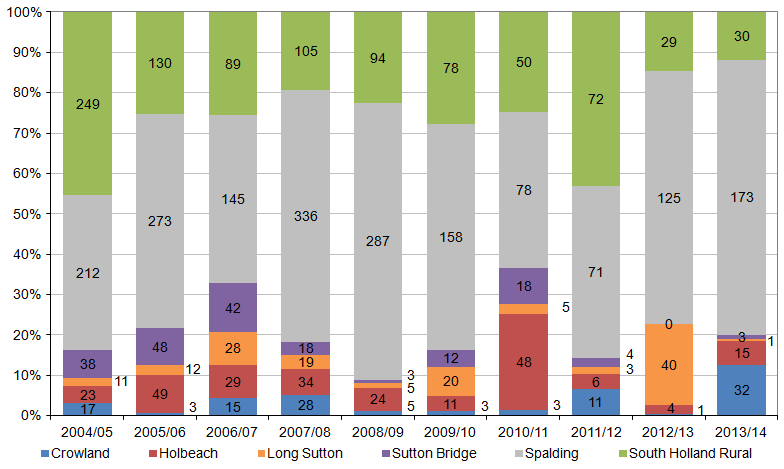 100%
249 130 89 105 94 78 50 72 29 30
90%
80%
70%
60%
50%
212 273 145 336 287 158 78 71 125 173
40%
30%
38 48 42 18 3 12 18 4 0 3
20%
11 12 28 19 5 20 5 3 40 1
10%
23 49 29 34 24 11 48 6 4 15
17 3 15 28 5 3 3 11 1 32
0%
2004/05 2005/06 2006/07 2007/08 2008/09 2009/10 2010/11 2011/12 2012/13 2013/14
Crowland Holbeach Long Sutton Sutton Bridge Spalding South Holland Rural